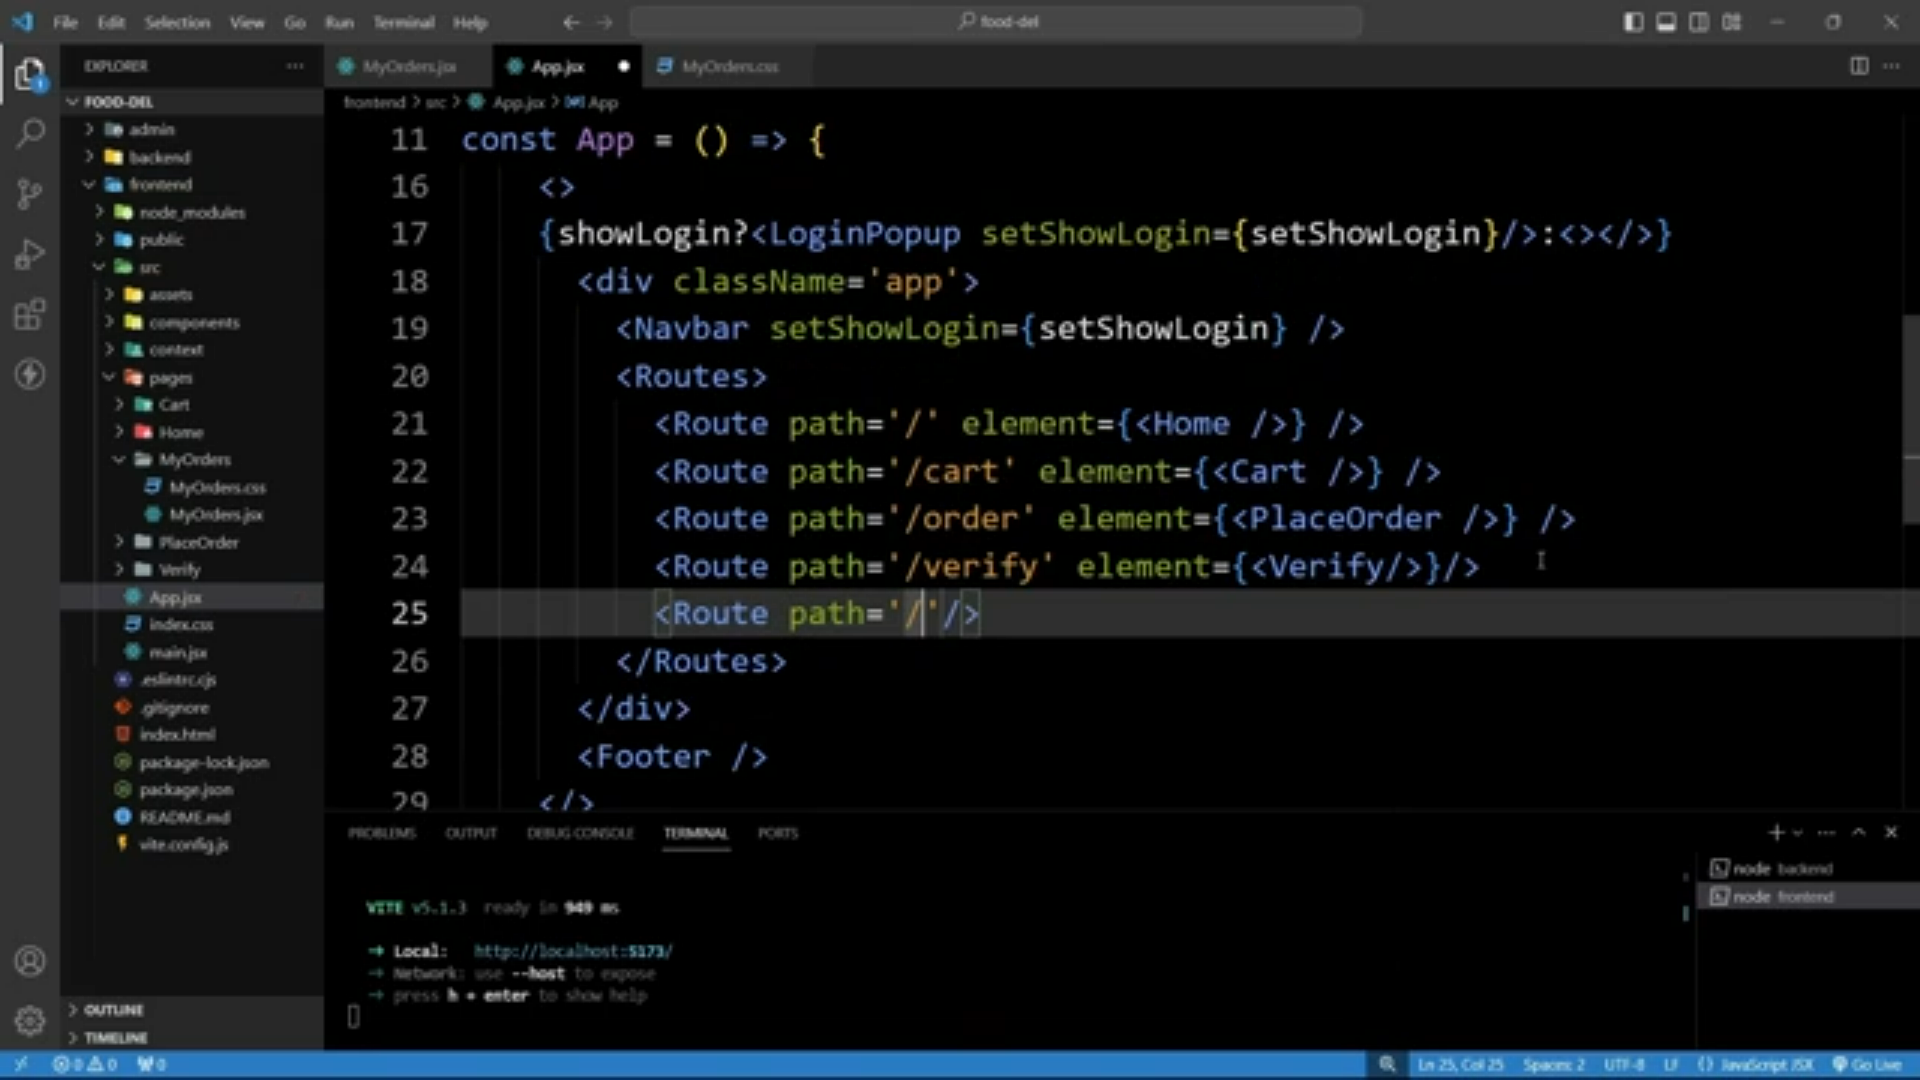 File Edit Selection View Go Run Terminal Help
food-del
EXPLORER
MyOrders.jsx App.jsx MyOrders.css
FOOD-DEL
frontend > src > App.jsx > App
admin
backend
frontend
node_modules
public
src
assets
components
context
pages
Cart
Home
MyOrders
MyOrders.css
MyOrders.jsx
PlaceOrder
Verify
App.jsx
index.css
main.jsx
.eslintrc.cjs
.gitignore
index.html
package-lock.json
package.json
README.md
vite.config.js
OUTLINE
TIMELINE
11 const App = () => {
16 <>
17 {showLogin?<LoginPopup setShowLogin={setShowLogin}/>:<></>}
18 <div className='app'>
19 <Navbar setShowLogin={setShowLogin} />
20 <Routes>
21 <Route path='/' element={<Home />} />
22 <Route path='/cart' element={<Cart />} />
23 <Route path='/order' element={<PlaceOrder />} />
24 <Route path='/verify' element={<Verify/>}/>
25 <Route path='/'/>
26 </Routes>
27 </div>
28 <Footer />
29 </>
PROBLEMS OUTPUT DEBUG CONSOLE TERMINAL PORTS
node backend
node frontend
VITE v5.1.3 ready in 949 ms
→ Local: http://localhost:5173/
→ Network: use --host to expose
→ press h + enter to show help
0 0 0 Ln 25, Col 25 Spaces: 2 UTF-8 LF {} JavaScript JSX Go Live